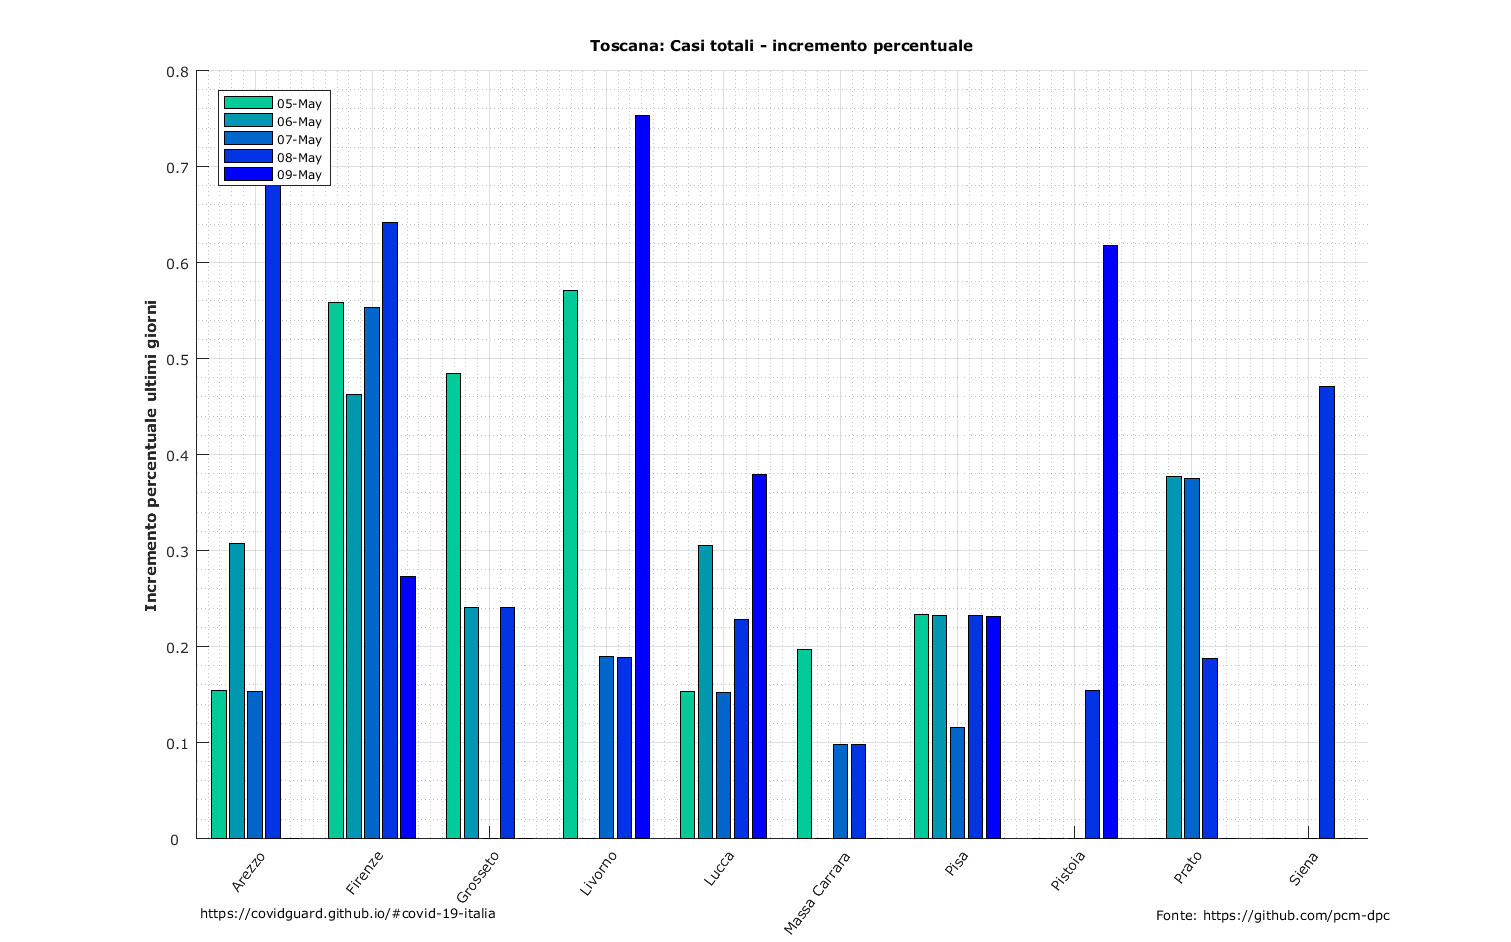 Toscana: Casi totali - incremento percentuale
0.8
0.7
0.6
0.5
0.4
0.3
0.2
0.1
0
Incremento percentuale ultimi giorni
05-May
06-May
07-May
08-May
09-May
Arezzo
Firenze
Grosseto
Livorno
Lucca
Massa Carrara
Pisa
Pistoia
Prato
Siena
https://covidguard.github.io/#covid-19-italia
Fonte: https://github.com/pcm-dpc